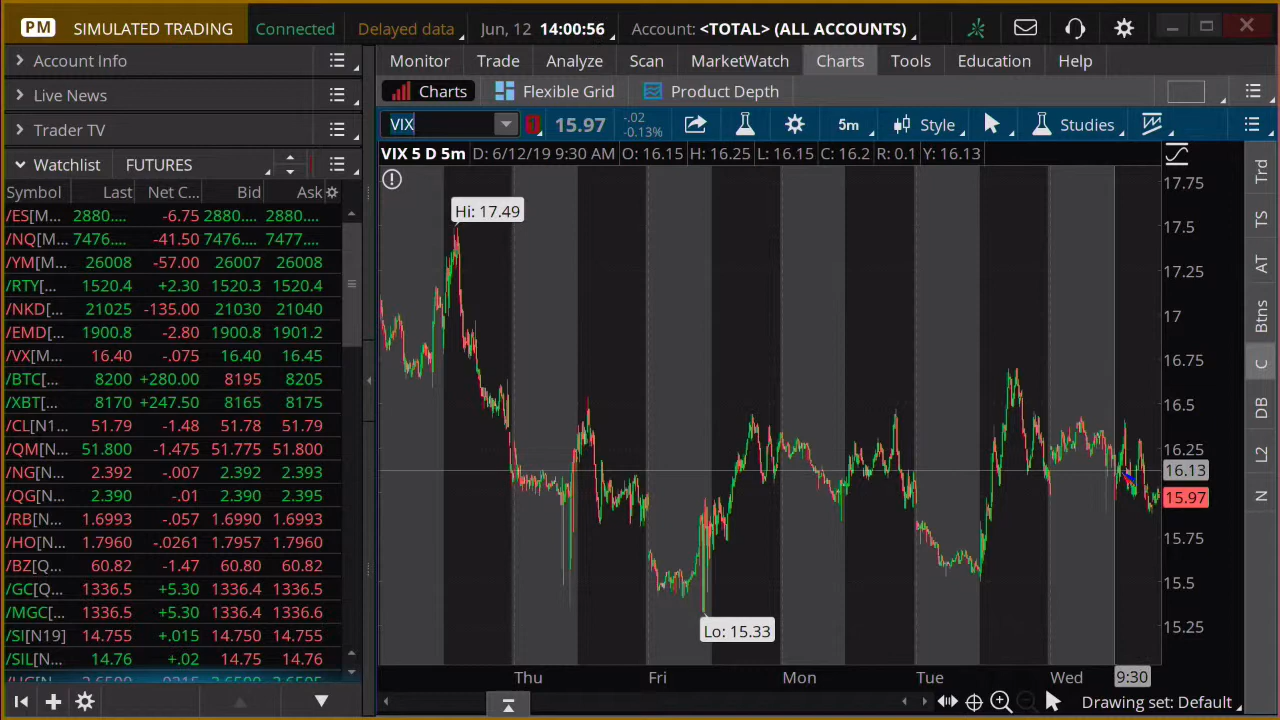 PM SIMULATED TRADING Connected Delayed data Jun, 12 14:00:56 Account: <TOTAL> (ALL ACCOUNTS)
Account Info
Live News
Trader TV
Watchlist FUTURES
Symbol Last Net C... Bid Ask
/ES[M... 2880.... -6.75 2880.... 2880....
/NQ[M... 7476.... -41.50 7476.... 7477....
/YM[M... 26008 -57.00 26007 26008
/RTY[M... 1520.4 +2.30 1520.3 1520.4
/NKD[... 21025 -135.00 21030 21040
/EMD[... 1900.8 -2.80 1900.8 1901.2
/VX[M... 16.40 -.075 16.40 16.45
/BTC[... 8200 +280.00 8195 8205
/XBT[... 8170 +247.50 8165 8175
/CL[N1... 51.79 -1.48 51.78 51.79
/QM[N... 51.800 -1.475 51.775 51.800
/NG[N... 2.392 -.007 2.392 2.393
/QG[N... 2.390 -.01 2.390 2.395
/RB[N... 1.6993 -.057 1.6990 1.6993
/HO[N... 1.7960 -.0261 1.7957 1.7960
/BZ[Q... 60.82 -1.47 60.80 60.82
/GC[Q... 1336.5 +5.30 1336.4 1336.5
/MGC[... 1336.5 +5.30 1336.4 1336.6
/SI[N19] 14.755 +.015 14.750 14.755
/SIL[N... 14.76 +.02 14.75 14.76
Monitor Trade Analyze Scan MarketWatch Charts Tools Education Help
Charts Flexible Grid Product Depth
VIX 15.97 -.02 -0.13% 5m Style Studies
VIX 5 D 5m D: 6/12/19 9:30 AM O: 16.15 H: 16.25 L: 16.15 C: 16.2 R: 0.1 Y: 16.13
Hi: 17.49
Lo: 15.33
17.75
17.5
17.25
17
16.75
16.5
16.25
16.13
15.97
15.75
15.5
15.25
Thu Fri Mon Tue Wed 9:30
Drawing set: Default
Trd
TS
AT
Btns
C
DB
L2
N